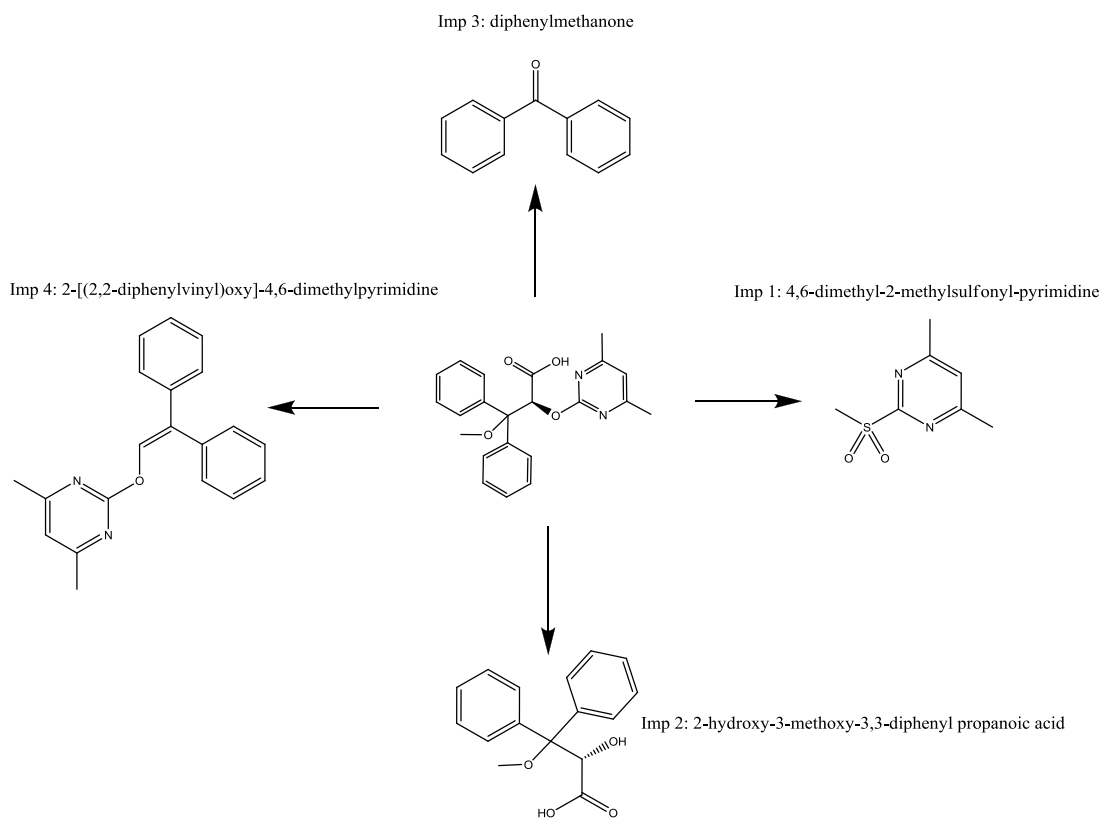 Imp 3: diphenylmethanone
O
Imp 4: 2-[(2,2-diphenylvinyl)oxy]-4,6-dimethylpyrimidine
Imp 1: 4,6-dimethyl-2-methylsulfonyl-pyrimidine
O
OH
N
N
O
O
N
S
O
O
N
N
O
N
Imp 2: 2-hydroxy-3-methoxy-3,3-diphenyl propanoic acid
OH
O
HO
O